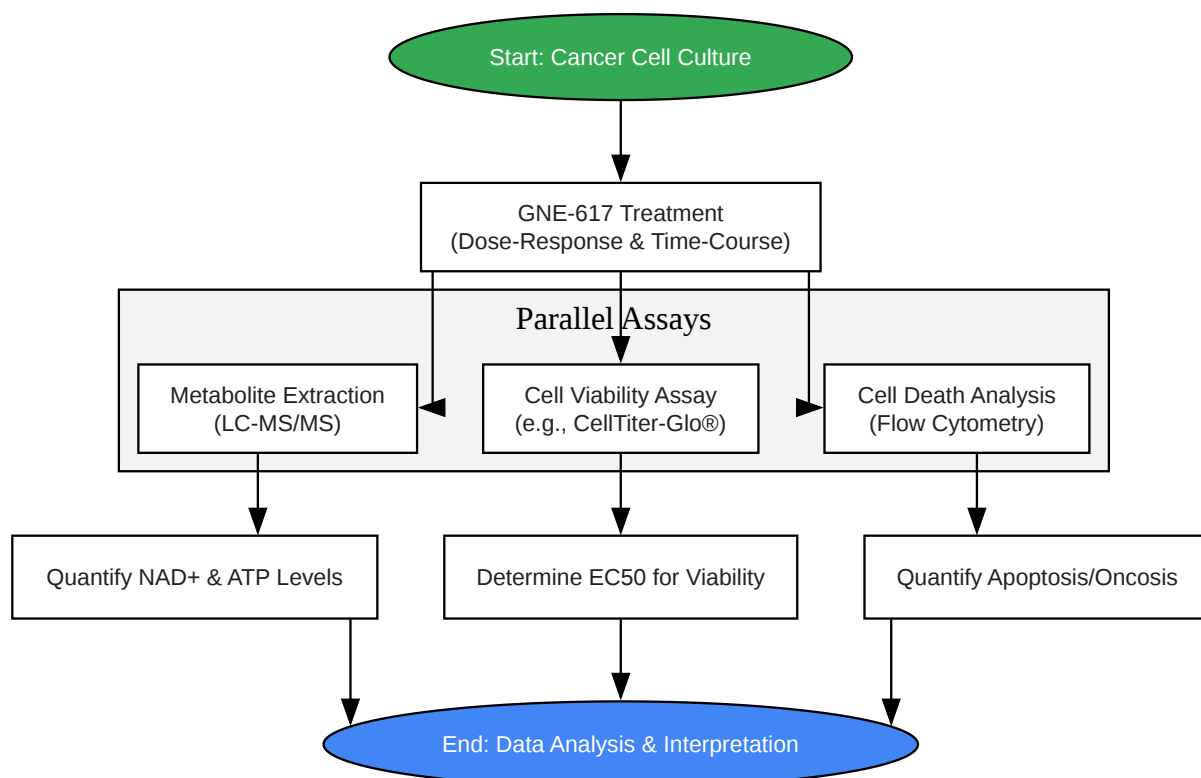 Start: Cancer Cell Culture
GNE-617 Treatment
(Dose-Response & Time-Course)
Parallel Assays
Metabolite Extraction
(LC-MS/MS)
Cell Viability Assay
(e.g., CellTiter-Glo®)
Cell Death Analysis
(Flow Cytometry)
Quantify NAD+ & ATP Levels
Determine EC50 for Viability
Quantify Apoptosis/Oncosis
End: Data Analysis & Interpretation